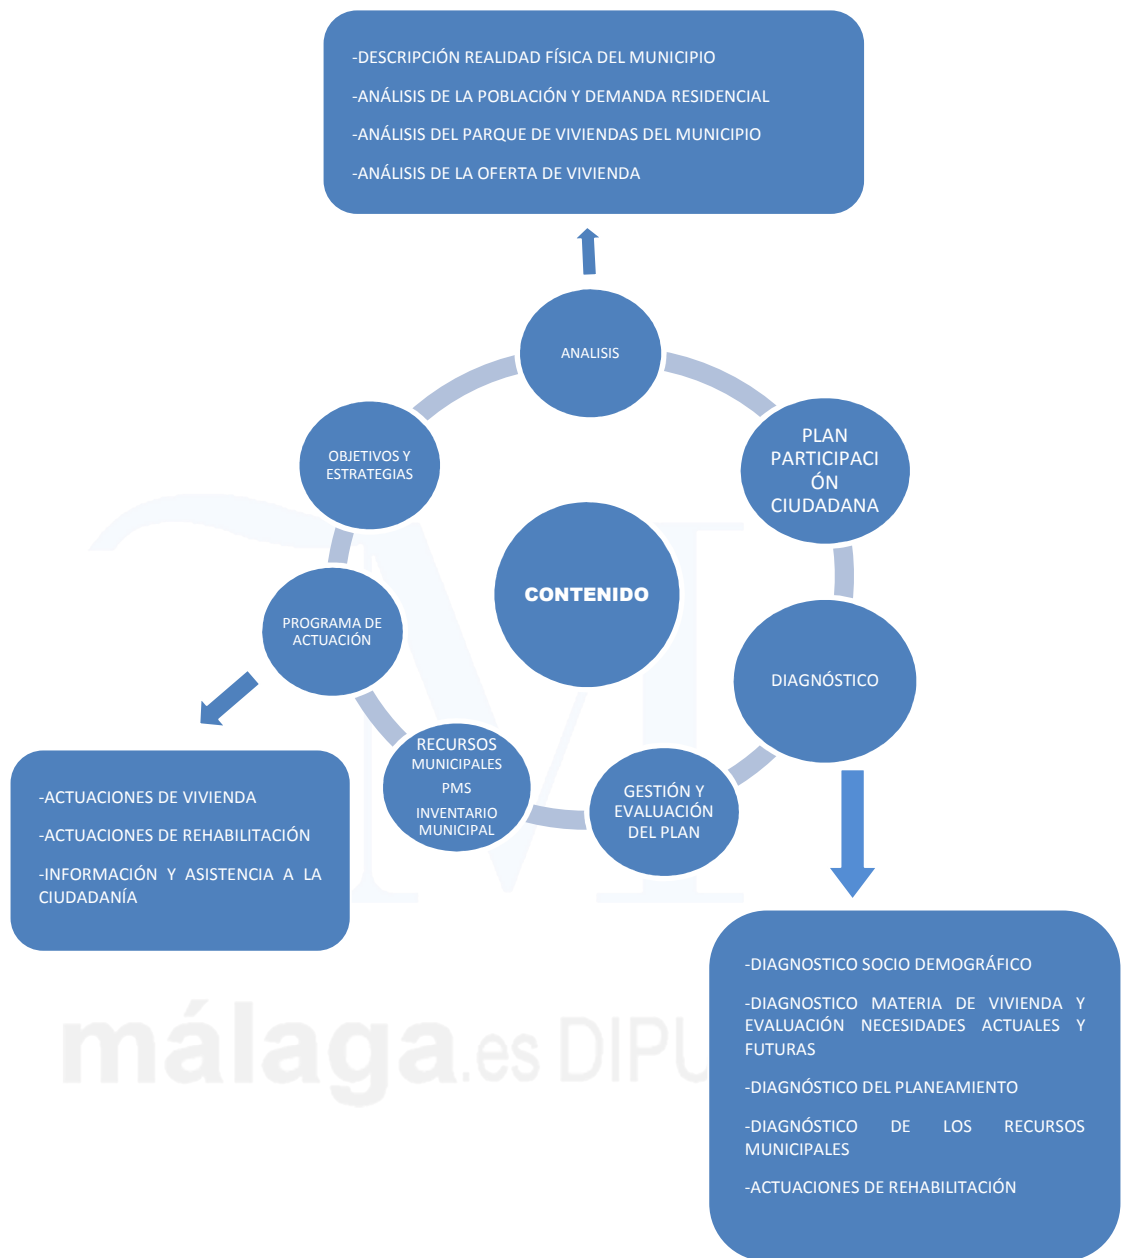 -DESCRIPCIÓN REALIDAD FÍSICA DEL MUNICIPIO
-ANÁLISIS DE LA POBLACIÓN Y DEMANDA RESIDENCIAL
-ANÁLISIS DEL PARQUE DE VIVIENDAS DEL MUNICIPIO
-ANÁLISIS DE LA OFERTA DE VIVIENDA
ANALISIS
PLAN
PARTICIPACI
ÓN
CIUDADANA
OBJETIVOS Y
ESTRATEGIAS
CONTENIDO
PROGRAMA DE
ACTUACIÓN
DIAGNÓSTICO
RECURSOS
MUNICIPALES
PMS
INVENTARIO
MUNICIPAL
GESTIÓN Y
EVALUACIÓN
DEL PLAN
-ACTUACIONES DE VIVIENDA
-ACTUACIONES DE REHABILITACIÓN
-INFORMACIÓN Y ASISTENCIA A LA
CIUDADANÍA
-DIAGNOSTICO SOCIO DEMOGRÁFICO
-DIAGNOSTICO MATERIA DE VIVIENDA Y
EVALUACIÓN NECESIDADES ACTUALES Y
FUTURAS
-DIAGNÓSTICO DEL PLANEAMIENTO
-DIAGNÓSTICO DE LOS RECURSOS
MUNICIPALES
-ACTUACIONES DE REHABILITACIÓN
málaga.es DIPU